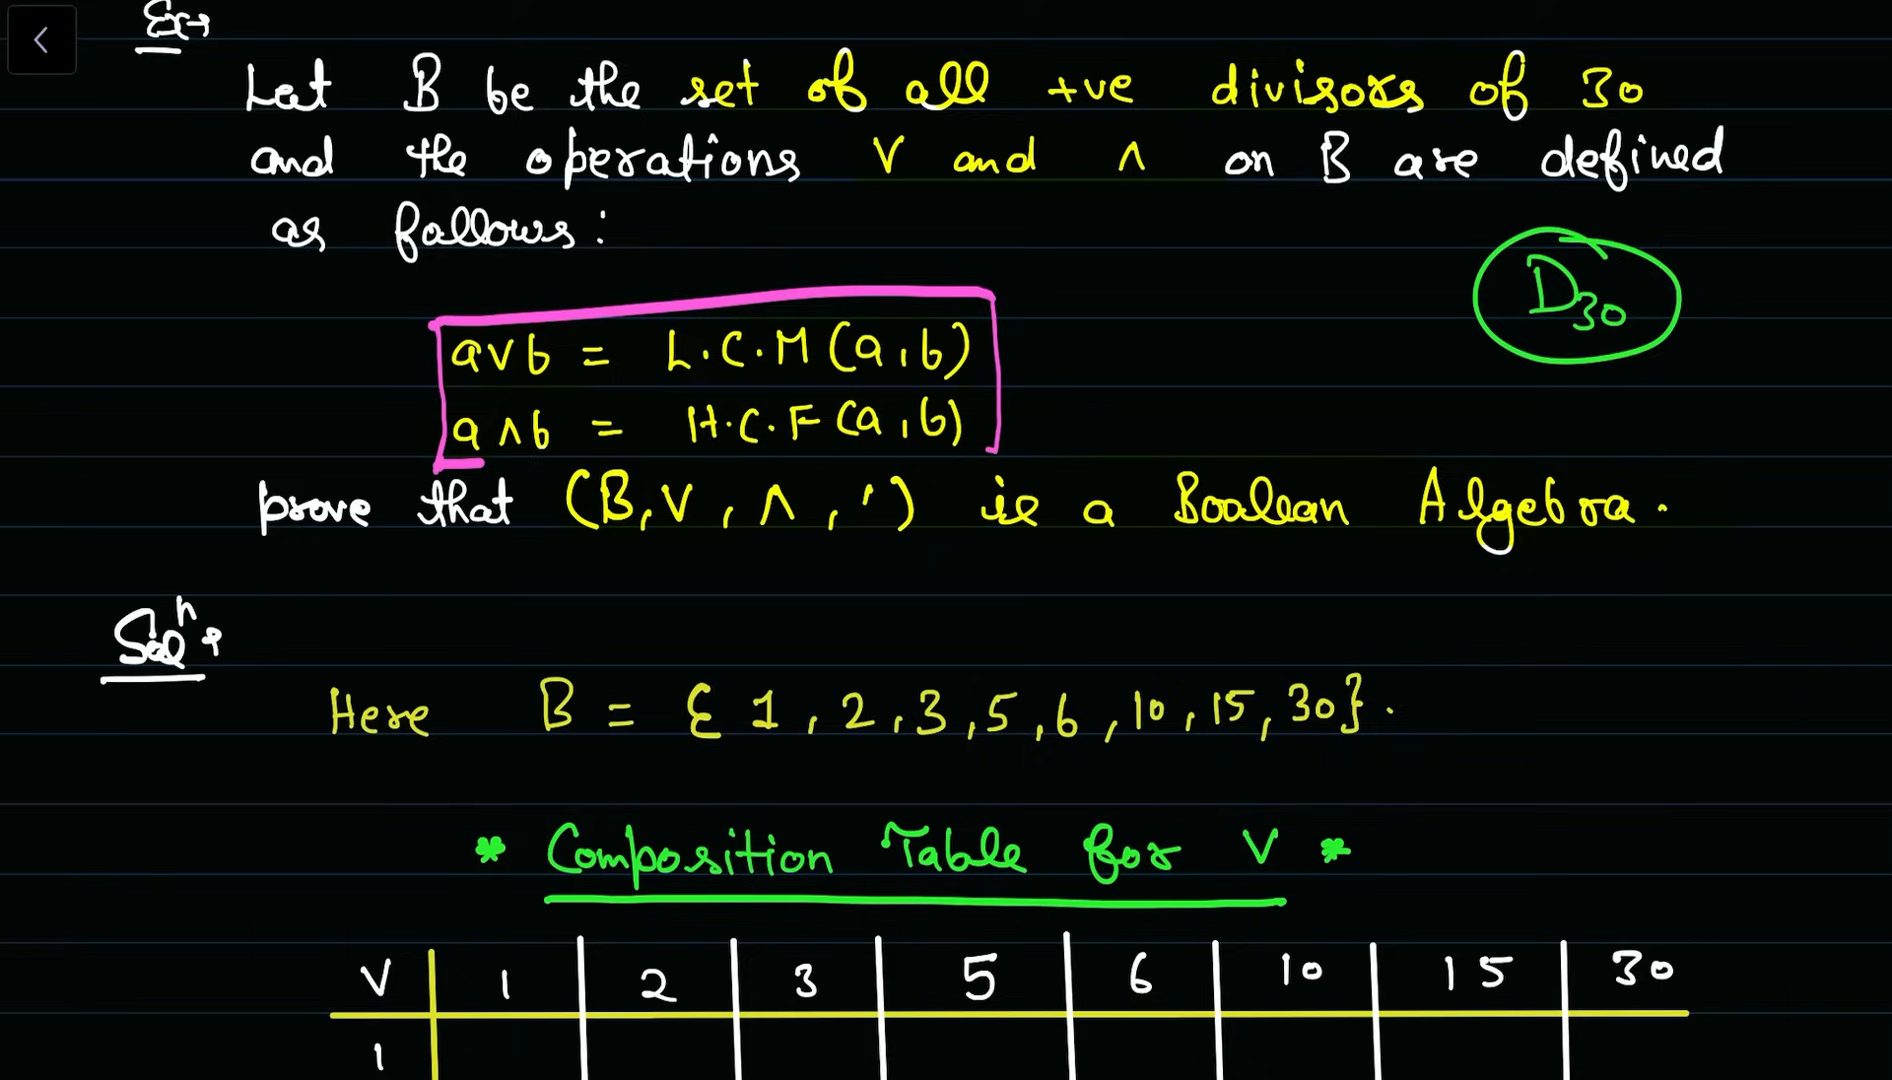 Ex→
Let B be the set of all +ve divisors of 30
and the operations ∨ and ∧ on B are defined
as follows:
D30
a∨b = L.C.M (a,b)
a∧b = H.C.F (a,b)
prove that (B,∨,∧,') is a Boolean Algebra.
Solⁿ→
Here B = { 1, 2, 3, 5, 6, 10, 15, 30}.
* Composition Table for ∨ *
∨ 1 2 3 5 6 10 15 30
1